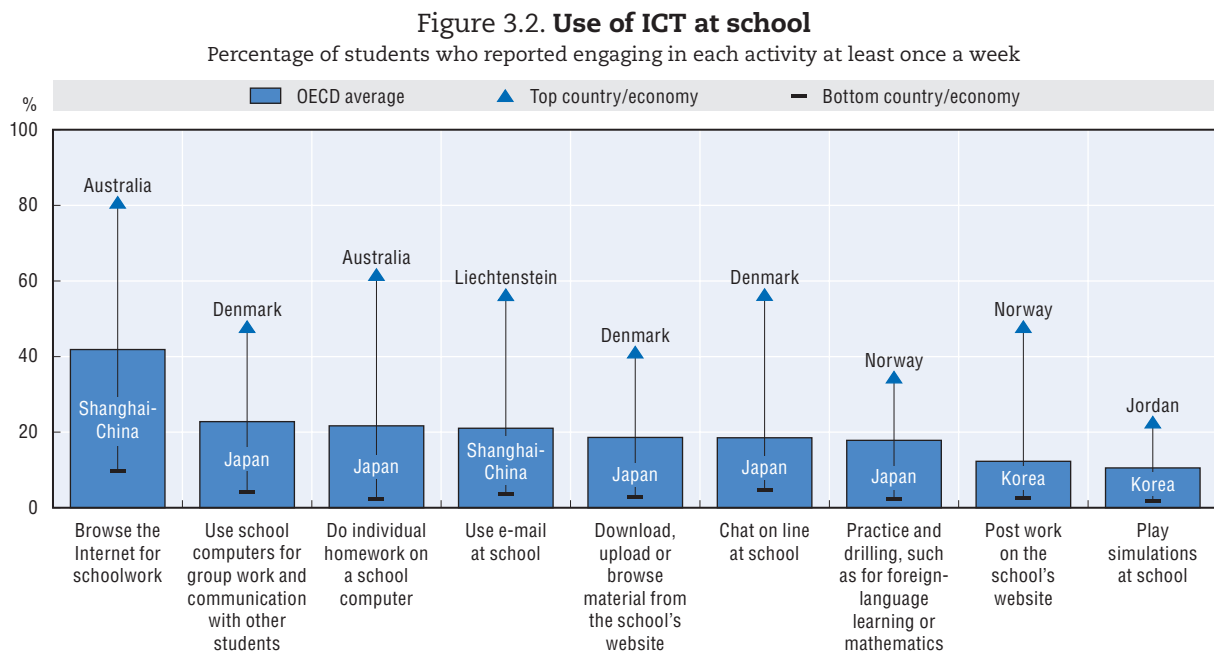 Figure 3.2. Use of ICT at school
Percentage of students who reported engaging in each activity at least once a week
OECD average
Top country/economy
Bottom country/economy
%
100
80
60
40
20
0
Australia
Shanghai-
China
Denmark
Japan
Australia
Japan
Liechtenstein
Shanghai-
China
Denmark
Japan
Denmark
Japan
Norway
Japan
Norway
Korea
Jordan
Korea
Browse the
Internet for
schoolwork
Use school
computers for
group work and
communication
with other
students
Do individual
homework on
a school
computer
Use e-mail
at school
Download,
upload or
browse
material from
the school's
website
Chat on line
at school
Practice and
drilling, such
as for foreign-
language
learning or
mathematics
Post work
on the
school's
website
Play
simulations
at school